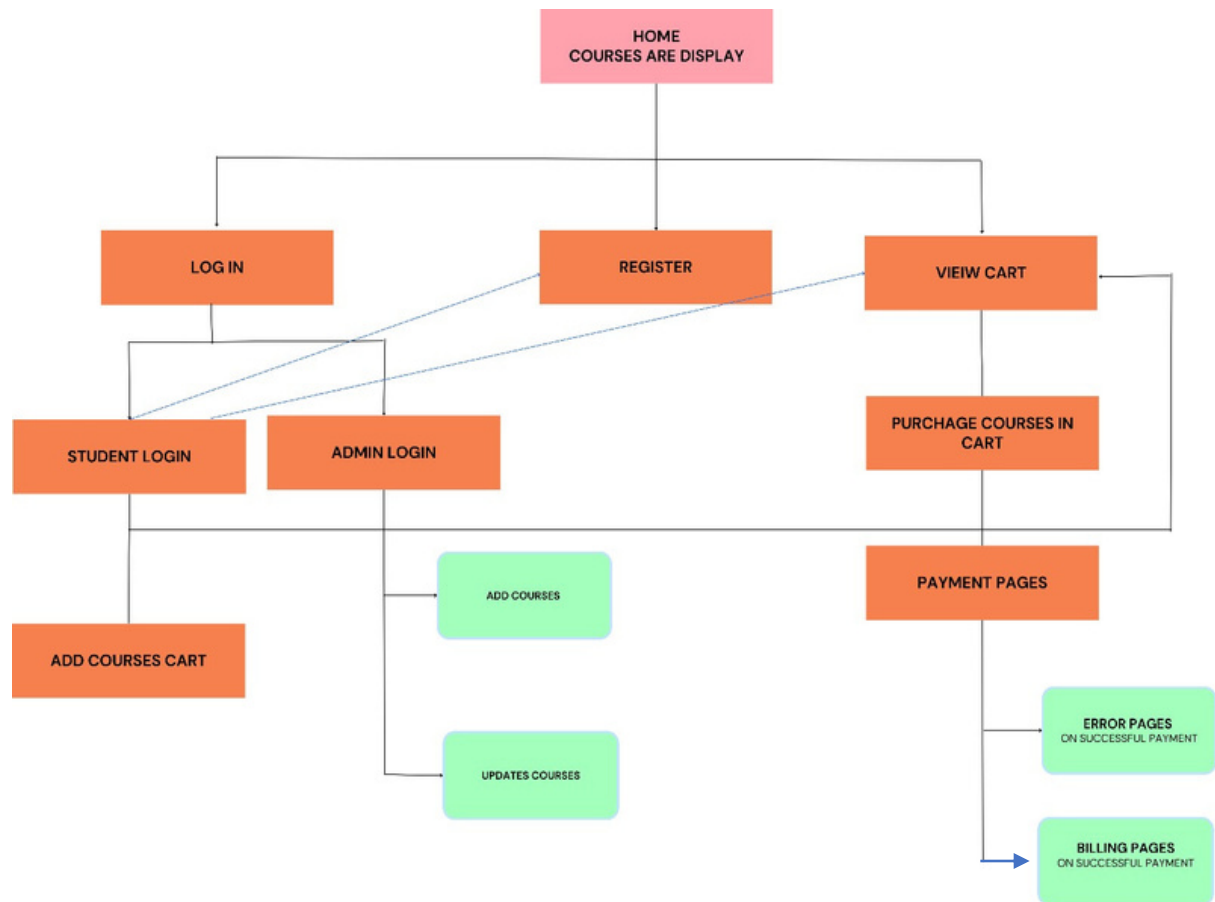 HOME
COURSES ARE DISPLAY
LOG IN
REGISTER
VIEIW CART
STUDENT LOGIN
ADMIN LOGIN
PURCHAGE COURSES IN
CART
ADD COURSES
PAYMENT PAGES
ADD COURSES CART
ERROR PAGES
ON SUCCESSFUL PAYMENT
UPDATES COURSES
BILLING PAGES
ON SUCCESSFUL PAYMENT